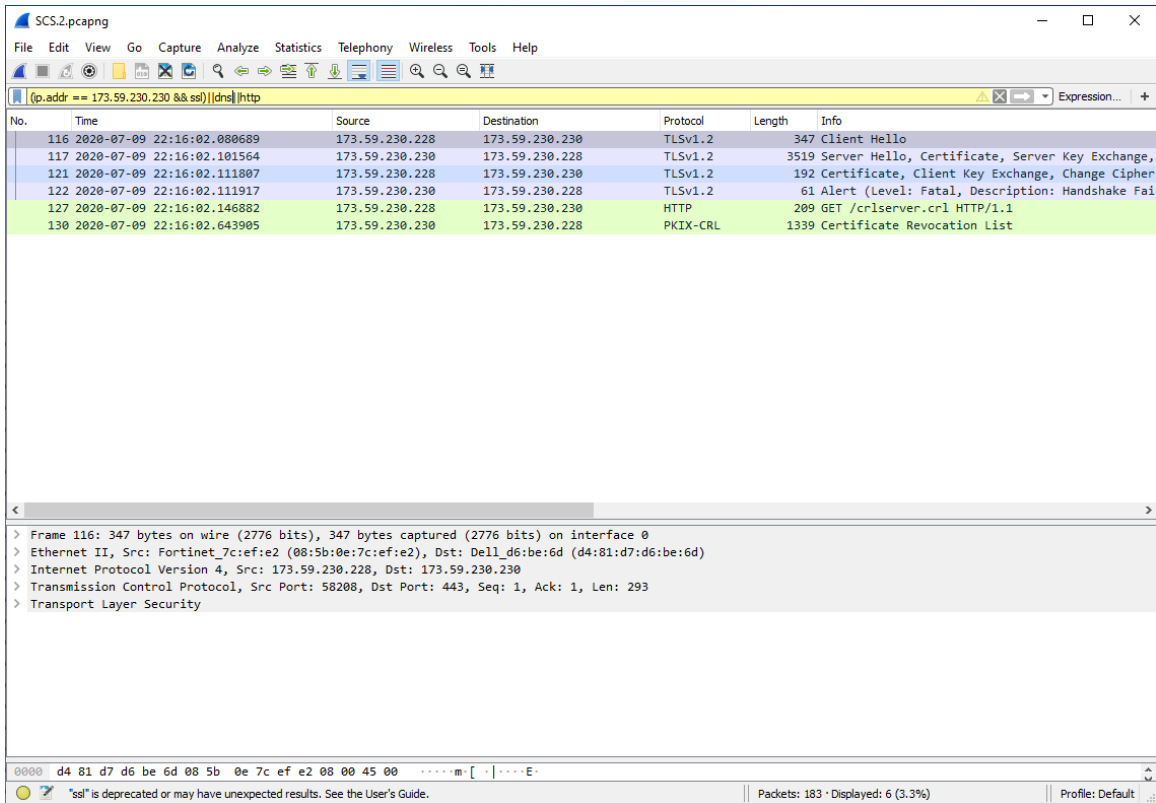 SCS.2.pcapng
File Edit View Go Capture Analyze Statistics Telephony Wireless Tools Help
(ip.addr == 173.59.230.230 && ssl)||dns||http Expression... +
No. Time Source Destination Protocol Length Info
116 2020-07-09 22:16:02.080689 173.59.230.228 173.59.230.230 TLSv1.2 347 Client Hello
117 2020-07-09 22:16:02.101564 173.59.230.230 173.59.230.228 TLSv1.2 3519 Server Hello, Certificate, Server Key Exchange,
121 2020-07-09 22:16:02.111807 173.59.230.228 173.59.230.230 TLSv1.2 192 Certificate, Client Key Exchange, Change Cipher
122 2020-07-09 22:16:02.111917 173.59.230.230 173.59.230.228 TLSv1.2 61 Alert (Level: Fatal, Description: Handshake Fai
127 2020-07-09 22:16:02.146882 173.59.230.228 173.59.230.230 HTTP 209 GET /crlserver.crl HTTP/1.1
130 2020-07-09 22:16:02.643905 173.59.230.230 173.59.230.228 PKIX-CRL 1339 Certificate Revocation List
> Frame 116: 347 bytes on wire (2776 bits), 347 bytes captured (2776 bits) on interface 0
> Ethernet II, Src: Fortinet_7c:ef:e2 (08:5b:0e:7c:ef:e2), Dst: Dell_d6:be:6d (d4:81:d7:d6:be:6d)
> Internet Protocol Version 4, Src: 173.59.230.228, Dst: 173.59.230.230
> Transmission Control Protocol, Src Port: 58208, Dst Port: 443, Seq: 1, Ack: 1, Len: 293
> Transport Layer Security
0000 d4 81 d7 d6 be 6d 08 5b 0e 7c ef e2 08 00 45 00 ·····m·[ ·|····E·
"ssl" is deprecated or may have unexpected results. See the User's Guide. Packets: 183 · Displayed: 6 (3.3%) Profile: Default